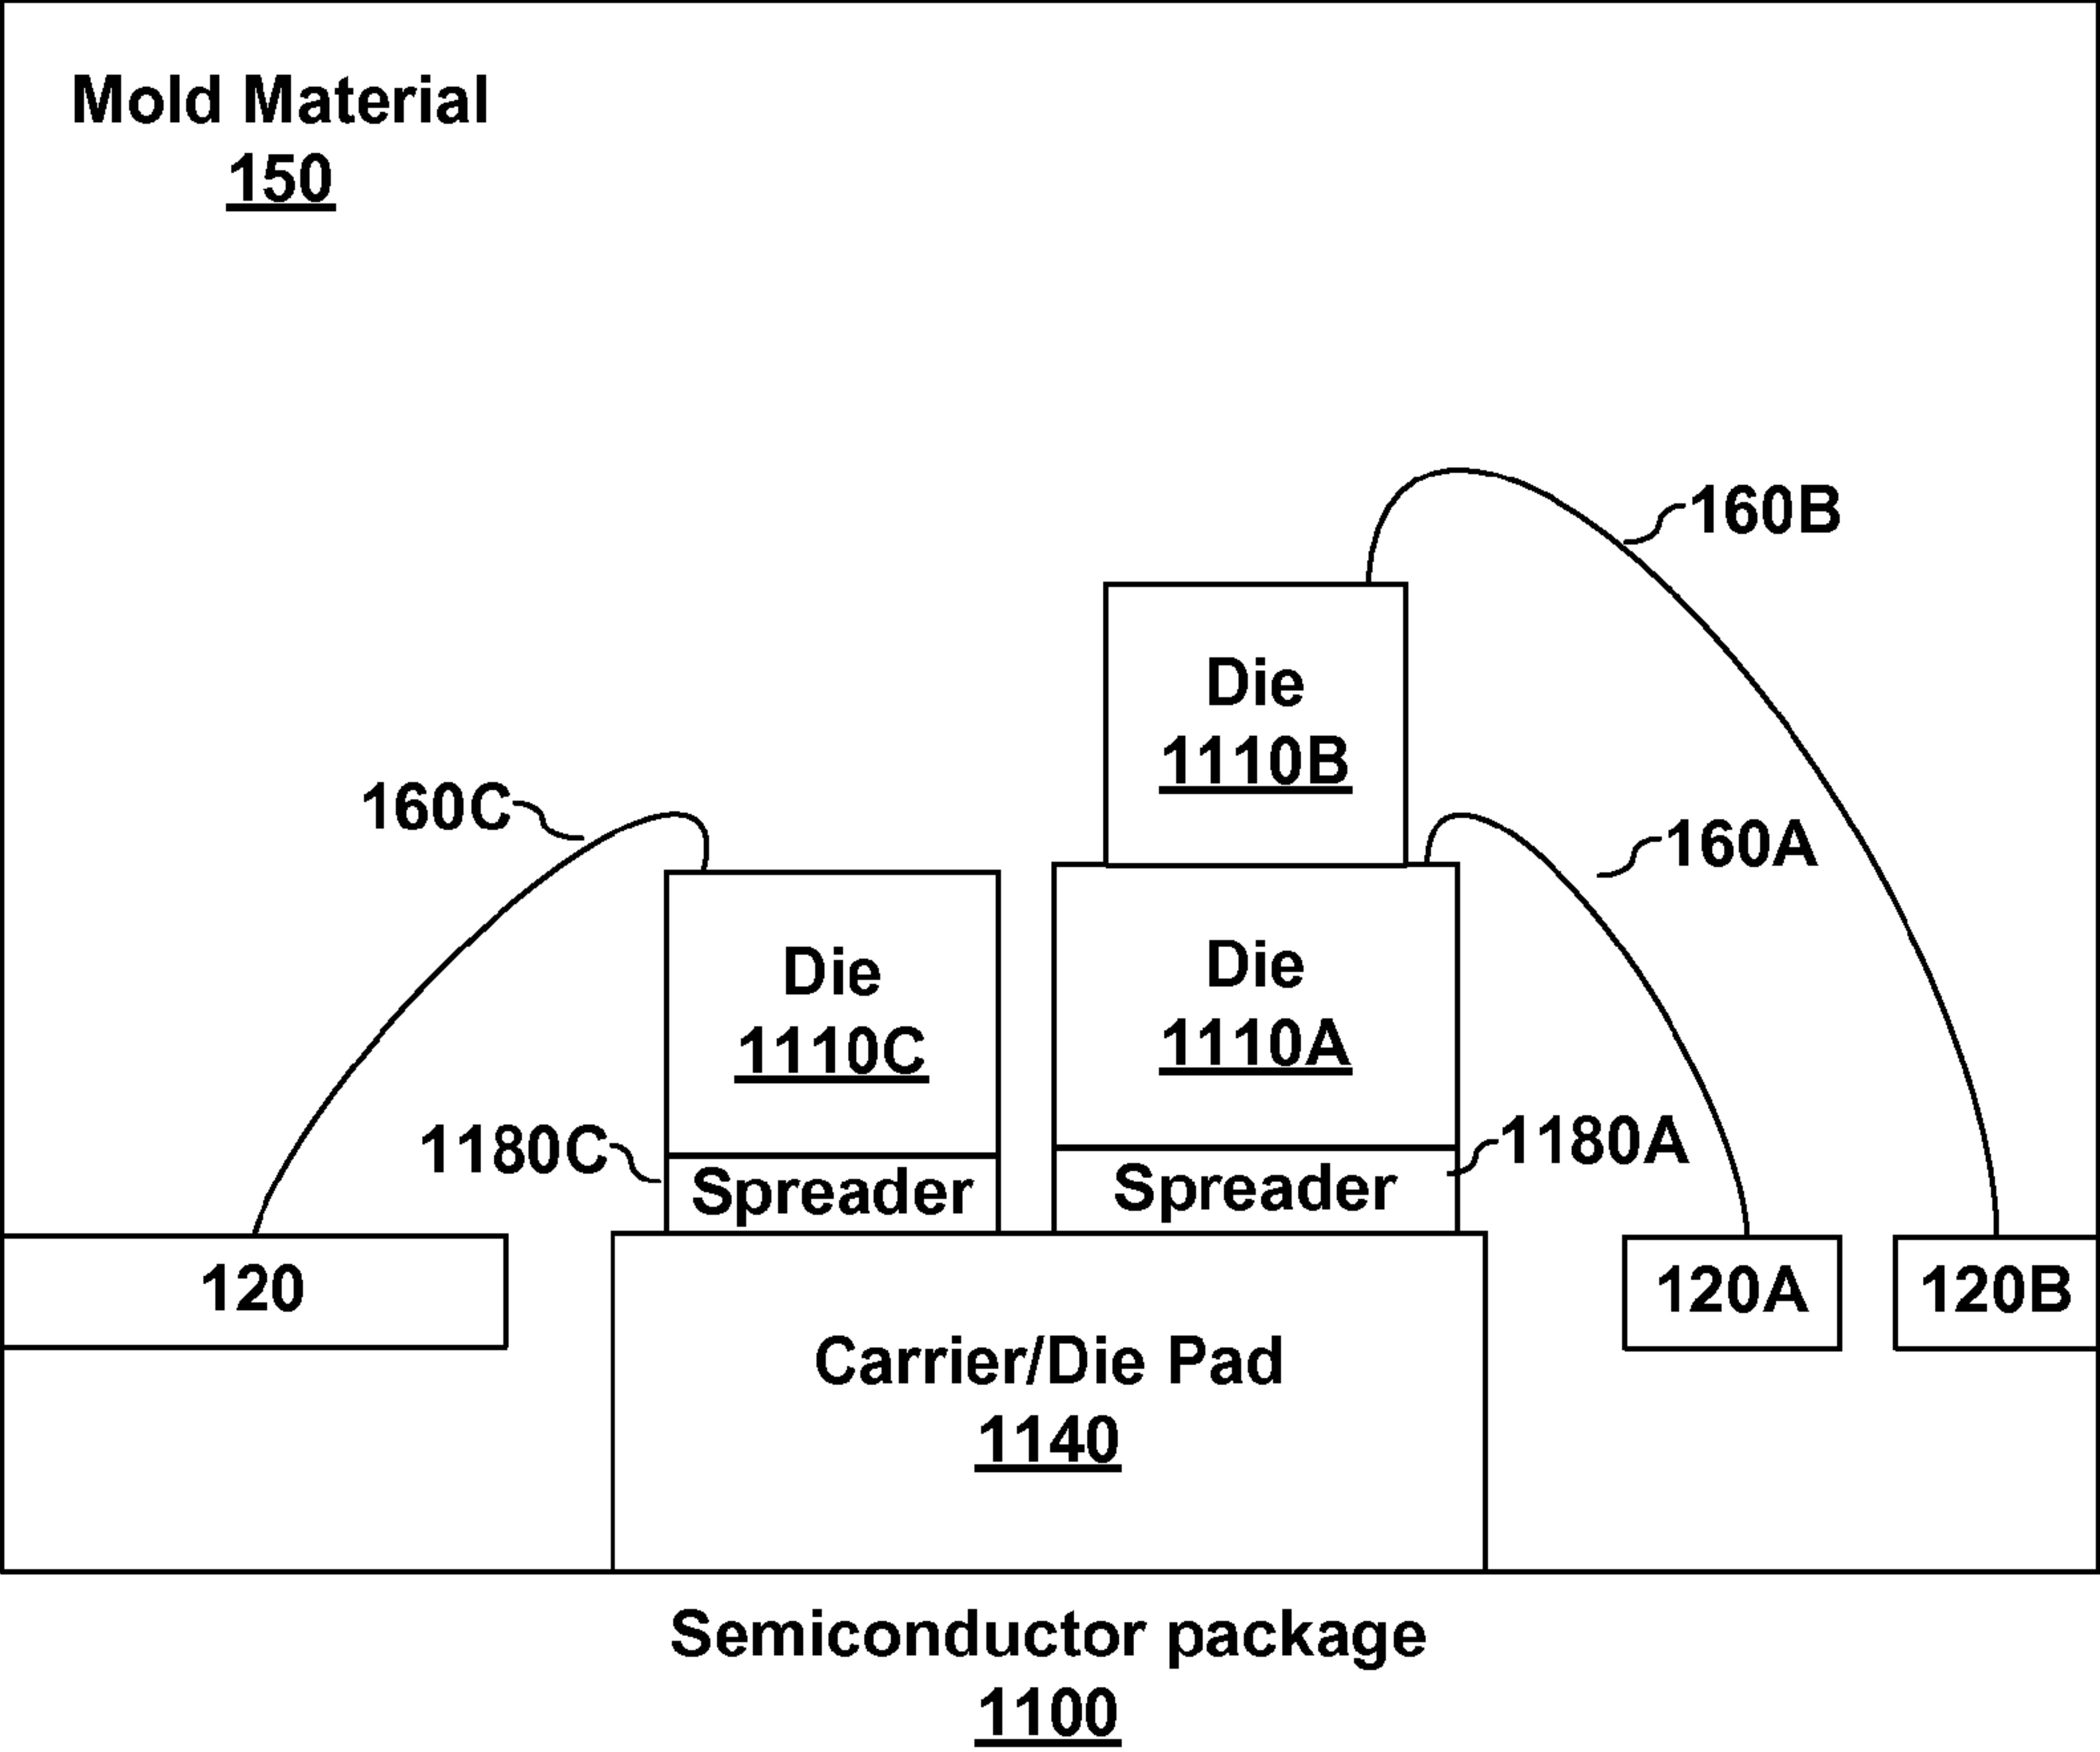 Mold Material
150
160B
Die
1110B
160C
160A
Die
1110C
Die
1110A
1180C
1180A
Spreader
Spreader
120
120A
120B
Carrier/Die Pad
1140
Semiconductor package
1100